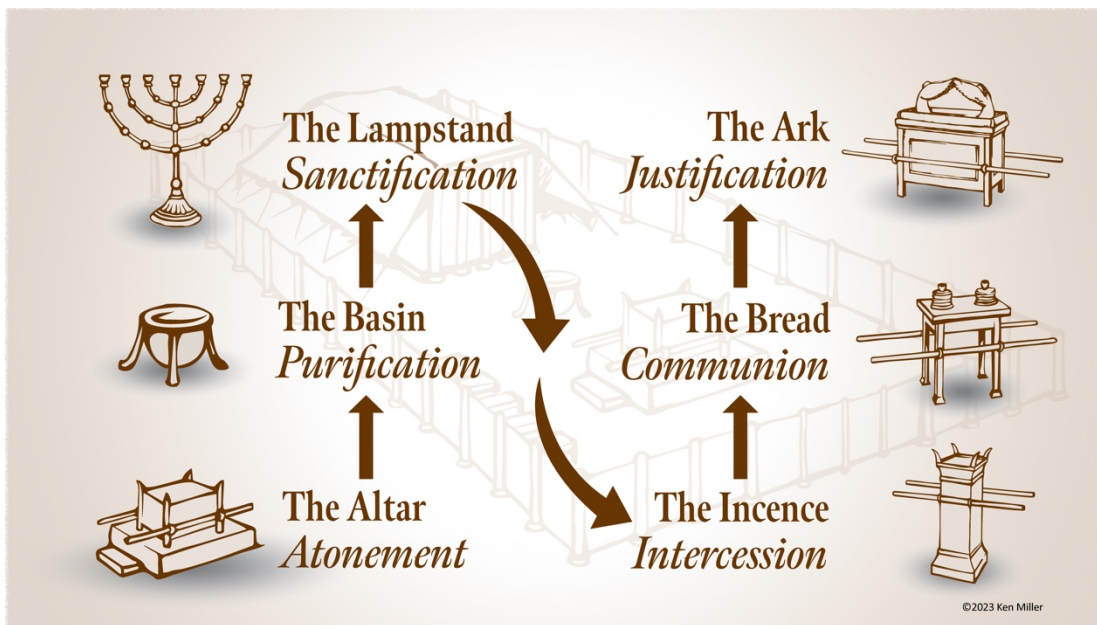 The Lampstand
Sanctification
The Basin
Purification
The Altar
Atonement
The Ark
Justification
The Bread
Communion
The Incence
Intercession
©2023 Ken Miller